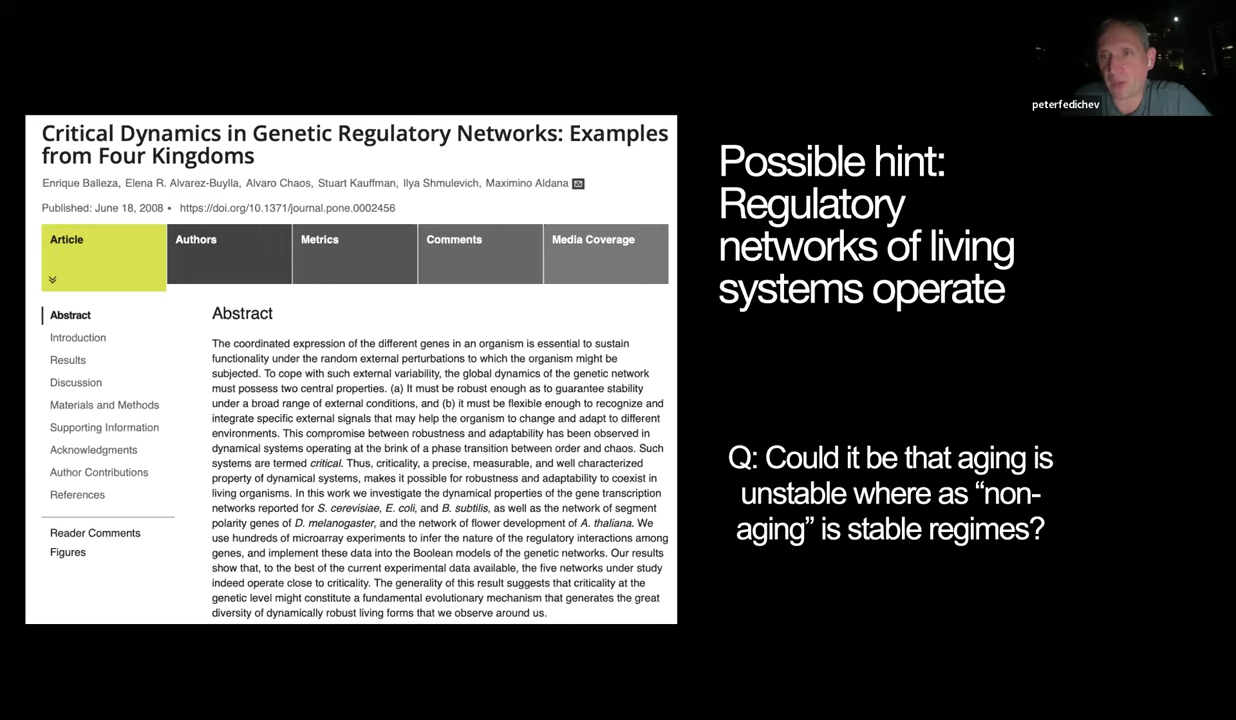 peterfedichev
Critical Dynamics in Genetic Regulatory Networks: Examples
from Four Kingdoms
Enrique Balleza, Elena R. Alvarez-Buylla, Alvaro Chaos, Stuart Kauffman, Ilya Shmulevich, Maximino Aldana
Published: June 18, 2008 • https://doi.org/10.1371/journal.pone.0002456
Article
Authors
Metrics
Comments
Media Coverage
Abstract
Introduction
Results
Discussion
Materials and Methods
Supporting Information
Acknowledgments
Author Contributions
References
Reader Comments
Figures
Abstract
The coordinated expression of the different genes in an organism is essential to sustain
functionality under the random external perturbations to which the organism might be
subjected. To cope with such external variability, the global dynamics of the genetic network
must possess two central properties. (a) It must be robust enough as to guarantee stability
under a broad range of external conditions, and (b) it must be flexible enough to recognize and
integrate specific external signals that may help the organism to change and adapt to different
environments. This compromise between robustness and adaptability has been observed in
dynamical systems operating at the brink of a phase transition between order and chaos. Such
systems are termed critical. Thus, criticality, a precise, measurable, and well characterized
property of dynamical systems, makes it possible for robustness and adaptability to coexist in
living organisms. In this work we investigate the dynamical properties of the gene transcription
networks reported for S. cerevisiae, E. coli, and B. subtilis, as well as the network of segment
polarity genes of D. melanogaster, and the network of flower development of A. thaliana. We
use hundreds of microarray experiments to infer the nature of the regulatory interactions among
genes, and implement these data into the Boolean models of the genetic networks. Our results
show that, to the best of the current experimental data available, the five networks under study
indeed operate close to criticality. The generality of this result suggests that criticality at the
genetic level might constitute a fundamental evolutionary mechanism that generates the great
diversity of dynamically robust living forms that we observe around us.
Possible hint:
Regulatory
networks of living
systems operate
Q: Could it be that aging is
unstable where as “non-
aging” is stable regimes?